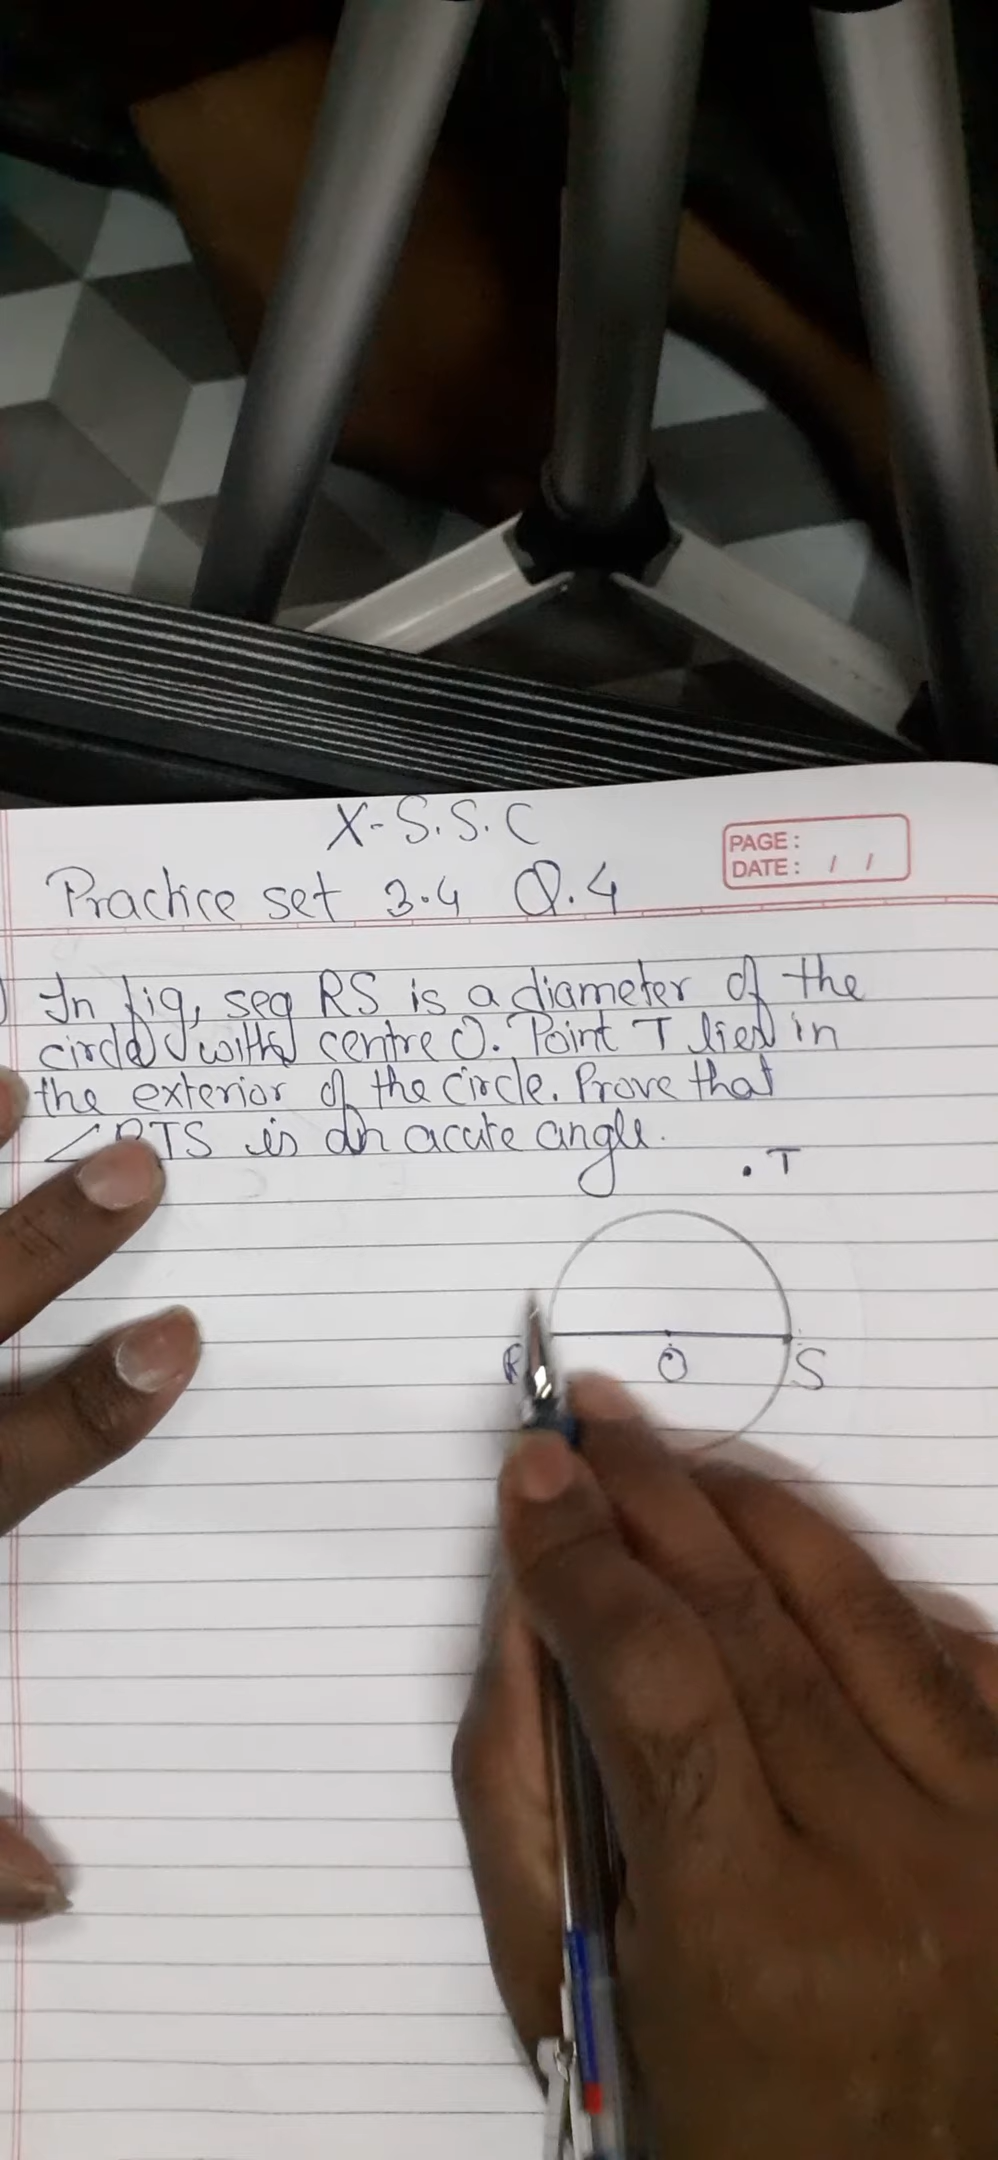 X-S.S.C
PAGE:
DATE: / /
Practice set 3.4 Q.4
In fig, seg RS is a diameter of the
circle with centre O. Point T lies in
the exterior of the circle. Prove that
∠RTS is an acute angle.
. T
R O S